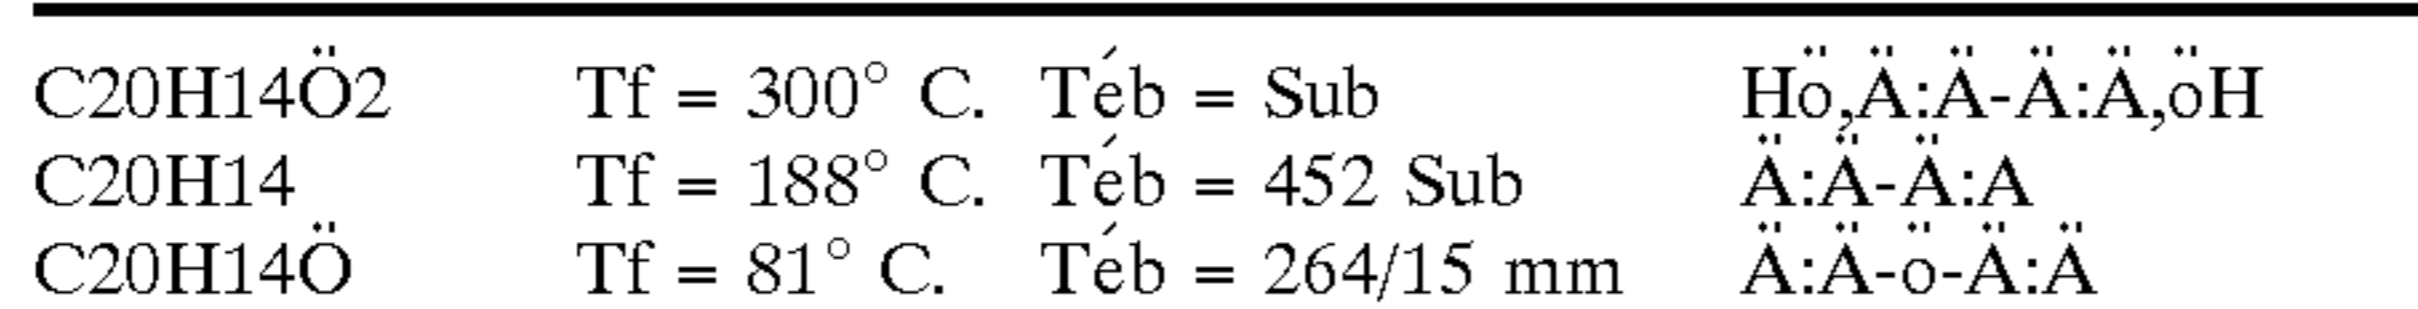 C20H14Ö2 Tf = 300° C. Téb = Sub Hö,Ä:Ä-Ä:Ä,öH
C20H14 Tf = 188° C. Téb = 452 Sub Ä:Ä-Ä:A
C20H14Ö Tf = 81° C. Téb = 264/15 mm Ä:Ä-ö-Ä:Ä